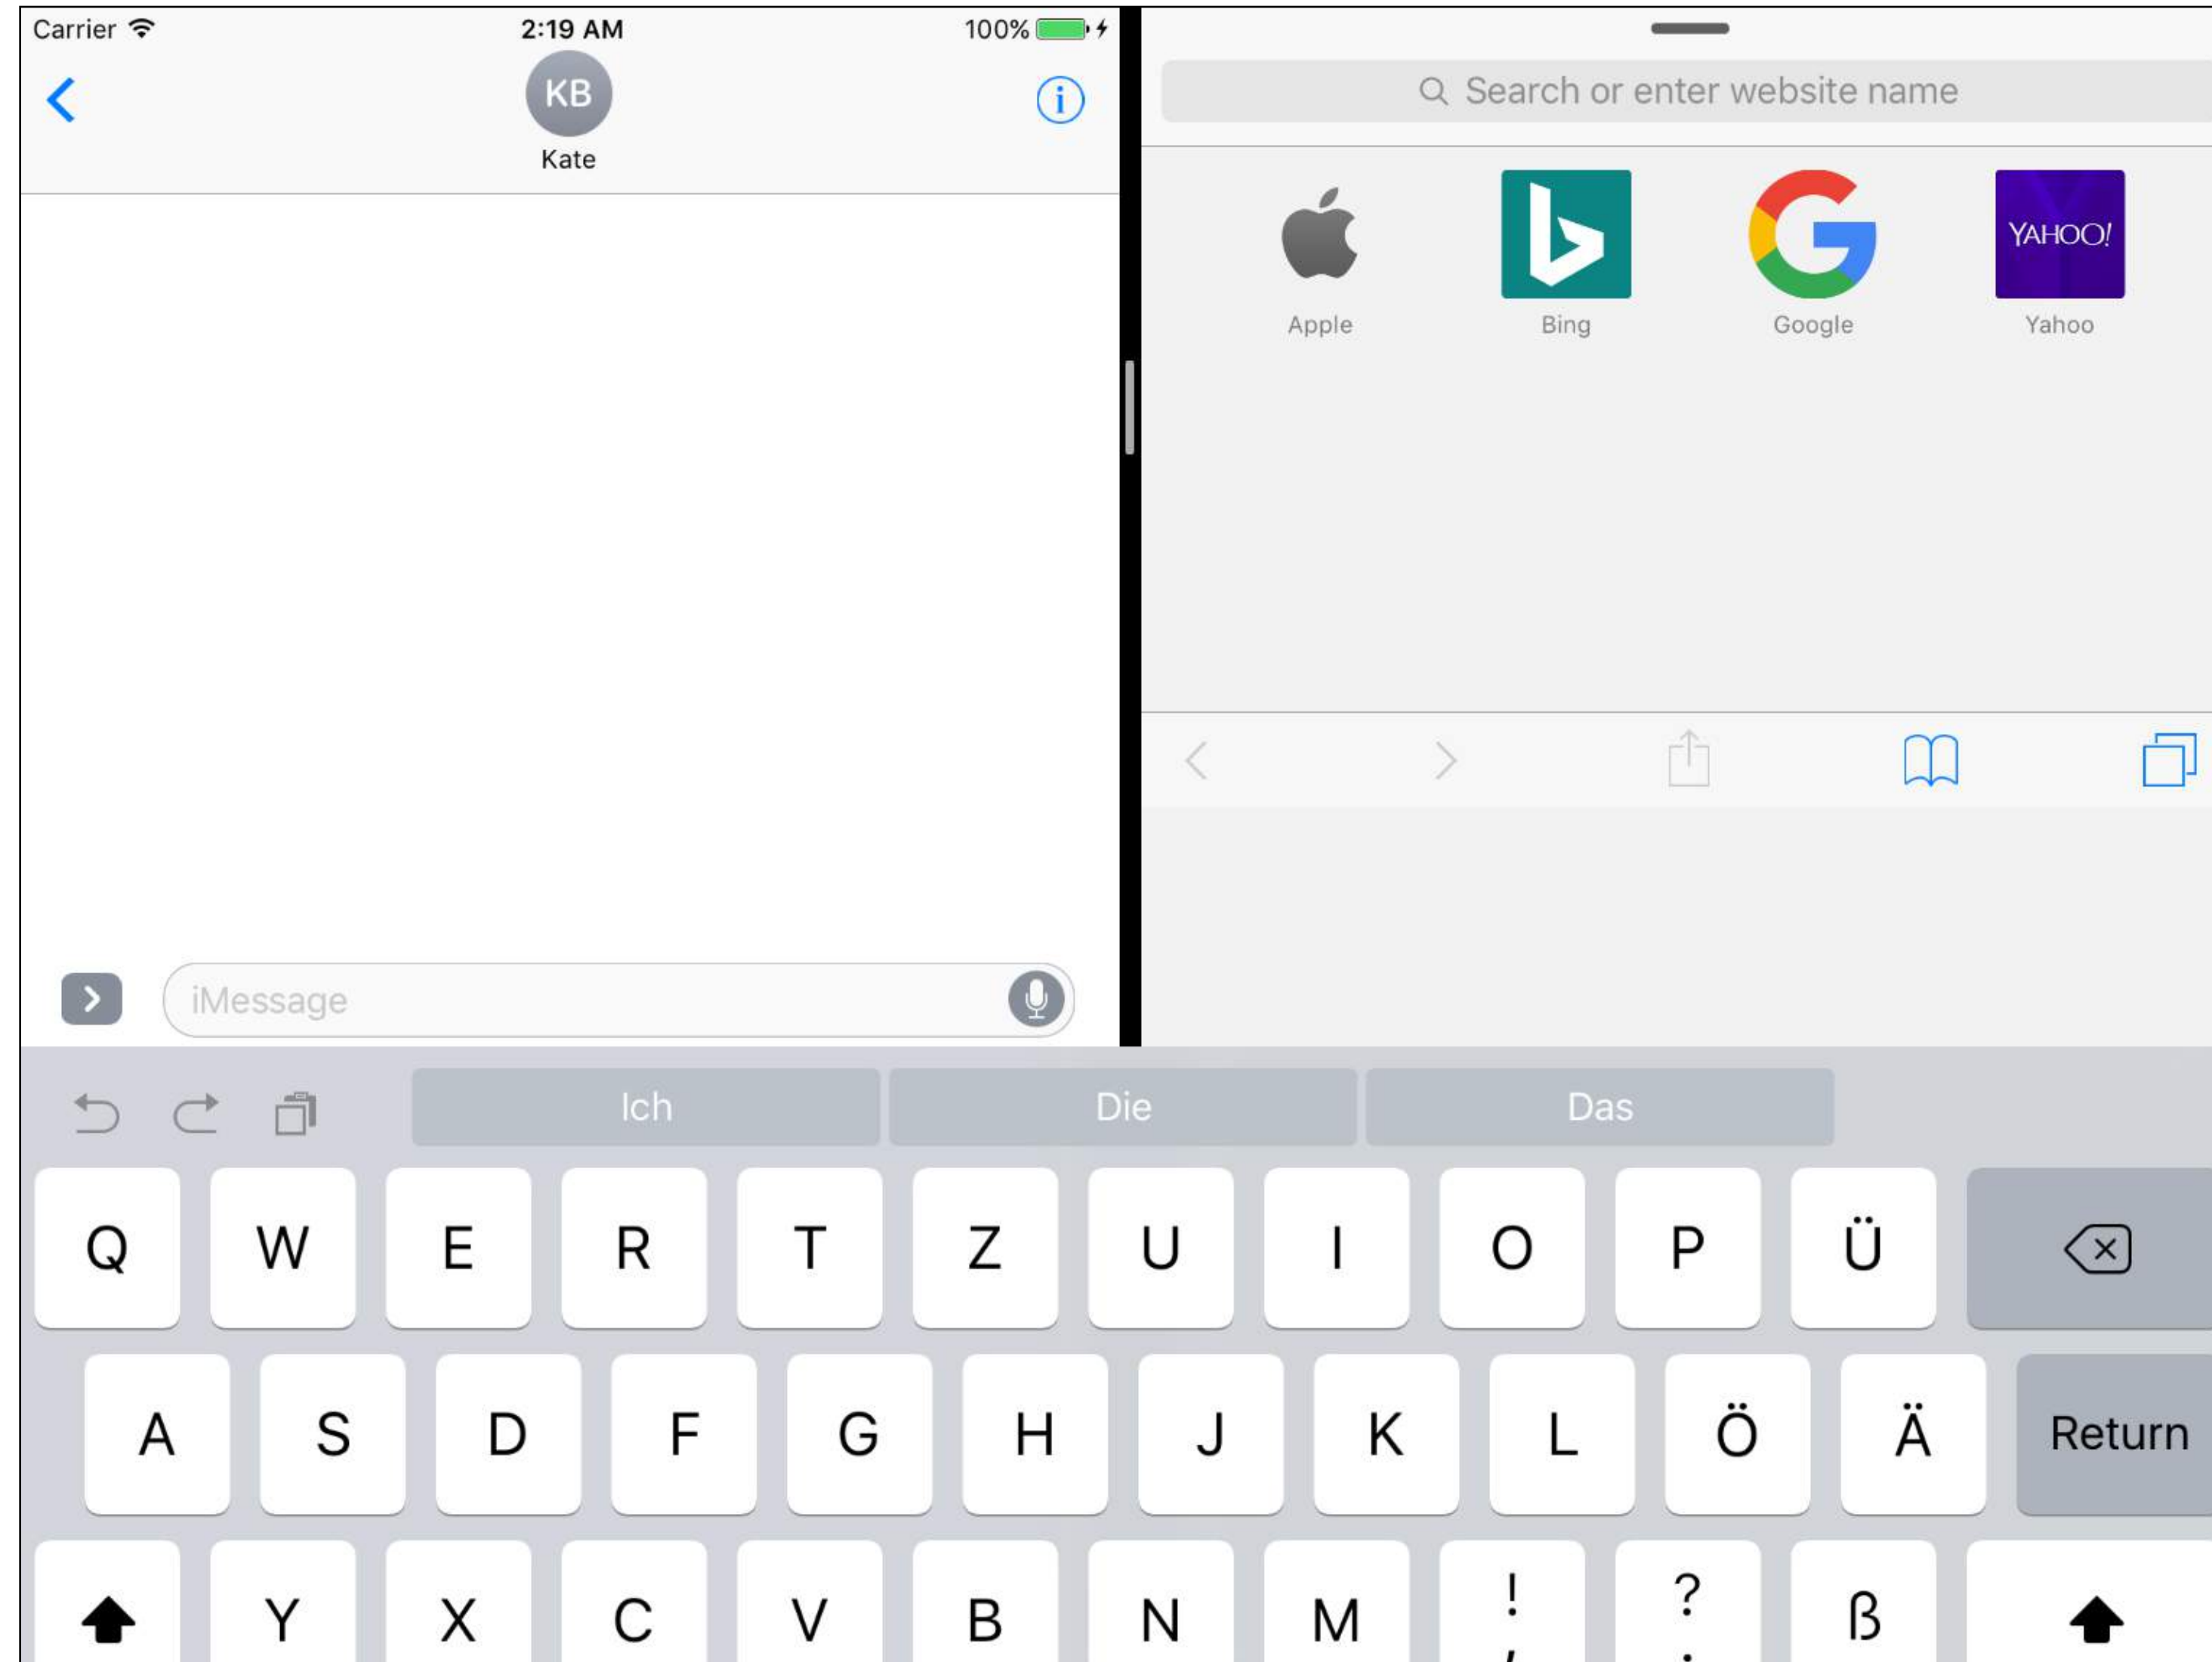 Carrier
2:19 AM
100%
KB
Kate
Search or enter website name
YAHOO!
Apple
Bing
Google
Yahoo
iMessage
Ich
Die
Das
Q W E R T Z U I O P Ü
A S D F G H J K L Ö Ä Return
Y X C V B N M ! , ? . ß